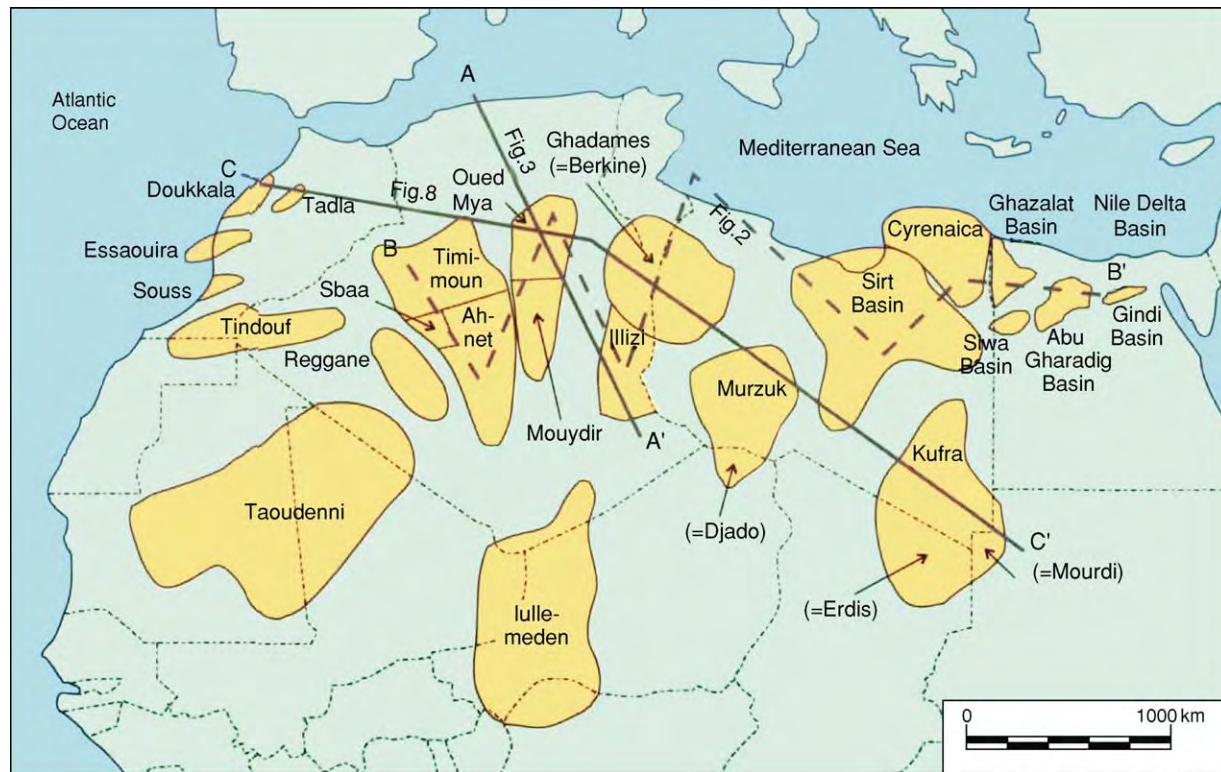 Atlantic
Ocean
A
Fig.3
Ghadames
(=Berkine)
Mediterranean Sea
C
Doukkala
Tadla
Fig.8
Oued
Mya
Fig.2
Cyrenaica
Ghazalat
Basin
Nile Delta
Basin
Essaouira
Souss
B
Timi-
moun
Sbaa
Ah-
net
Illizi
Sirt
Basin
B'
Gindi
Basin
Siwa
Basin
Abu
Gharadig
Basin
Tindouf
Reggane
Mouydir
A'
Murzuk
Kufra
Taoudenni
(=Djado)
C'
(=Mourdi)
(=Erdis)
Iulle-
meden
0 1000 km